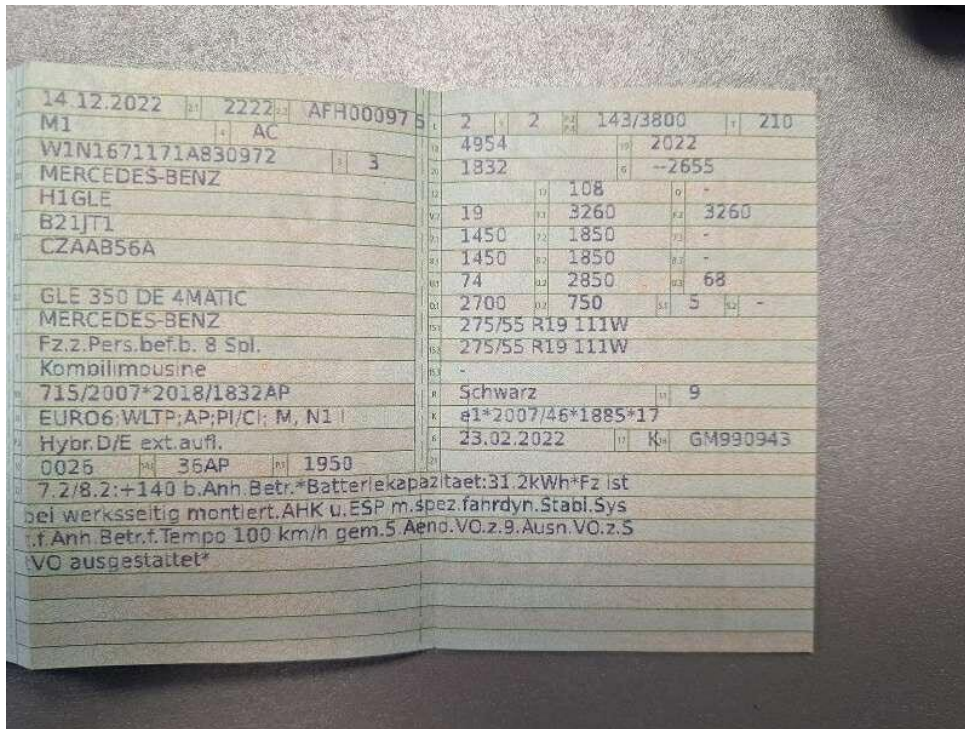 14.12.2022 2222 AFH00097 5
M1 AC
W1N1671171A830972 3
MERCEDES-BENZ
H1GLE
B21JT1
CZAAB56A
GLE 350 DE 4MATIC
MERCEDES-BENZ
Fz.z.Pers.bef.b. 8 Spl.
Kombilimousine
715/2007*2018/1832AP
EURO6;WLTP;AP;PI/CI; M, N1 I
Hybr.D/E ext.aufl.
0026 36AP 1950
2 2 143/3800 210
4954 2022
1832 --2655
108 -
19 3260 3260
1450 1850 -
1450 1850 -
74 2850 68
2700 750 5 -
275/55 R19 111W
275/55 R19 111W
-
Schwarz 9
e1*2007/46*1885*17
23.02.2022 K GM990943
7.2/8.2:+140 b.Anh.Betr.*Batteriekapazitaet:31.2kWh*Fz ist
bei werksseitig montiert.AHK u.ESP m.spez.fahrdyn.Stabl.Sys
.f.Anh.Betr.f.Tempo 100 km/h gem.5.Aend.VO.z.9.Ausn.VO.z.S
VO ausgestattet*